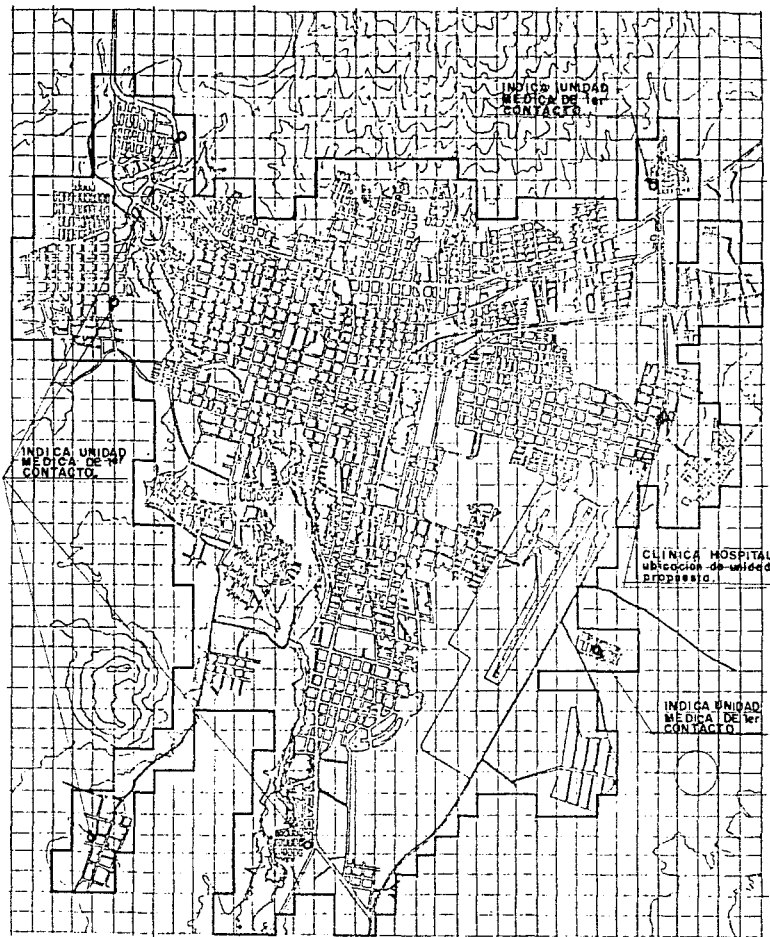 INDICA UNIDAD
MEDICA DE 1er
CONTACTO.
INDICA UNIDAD
MEDICA DE 1er
CONTACTO.
CLINICA HOSPITAL
ubicacion de unidad
propuesta.
INDICA UNIDAD
MEDICA DE 1er
CONTACTO